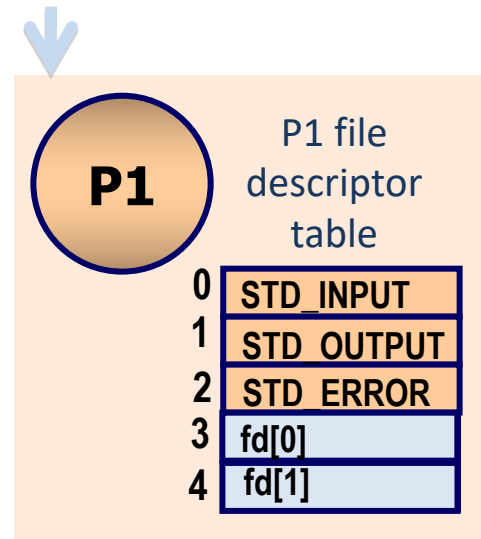 P1
P1 file
descriptor
table
0 STD_INPUT
1 STD_OUTPUT
2 STD_ERROR
3 fd[0]
4 fd[1]